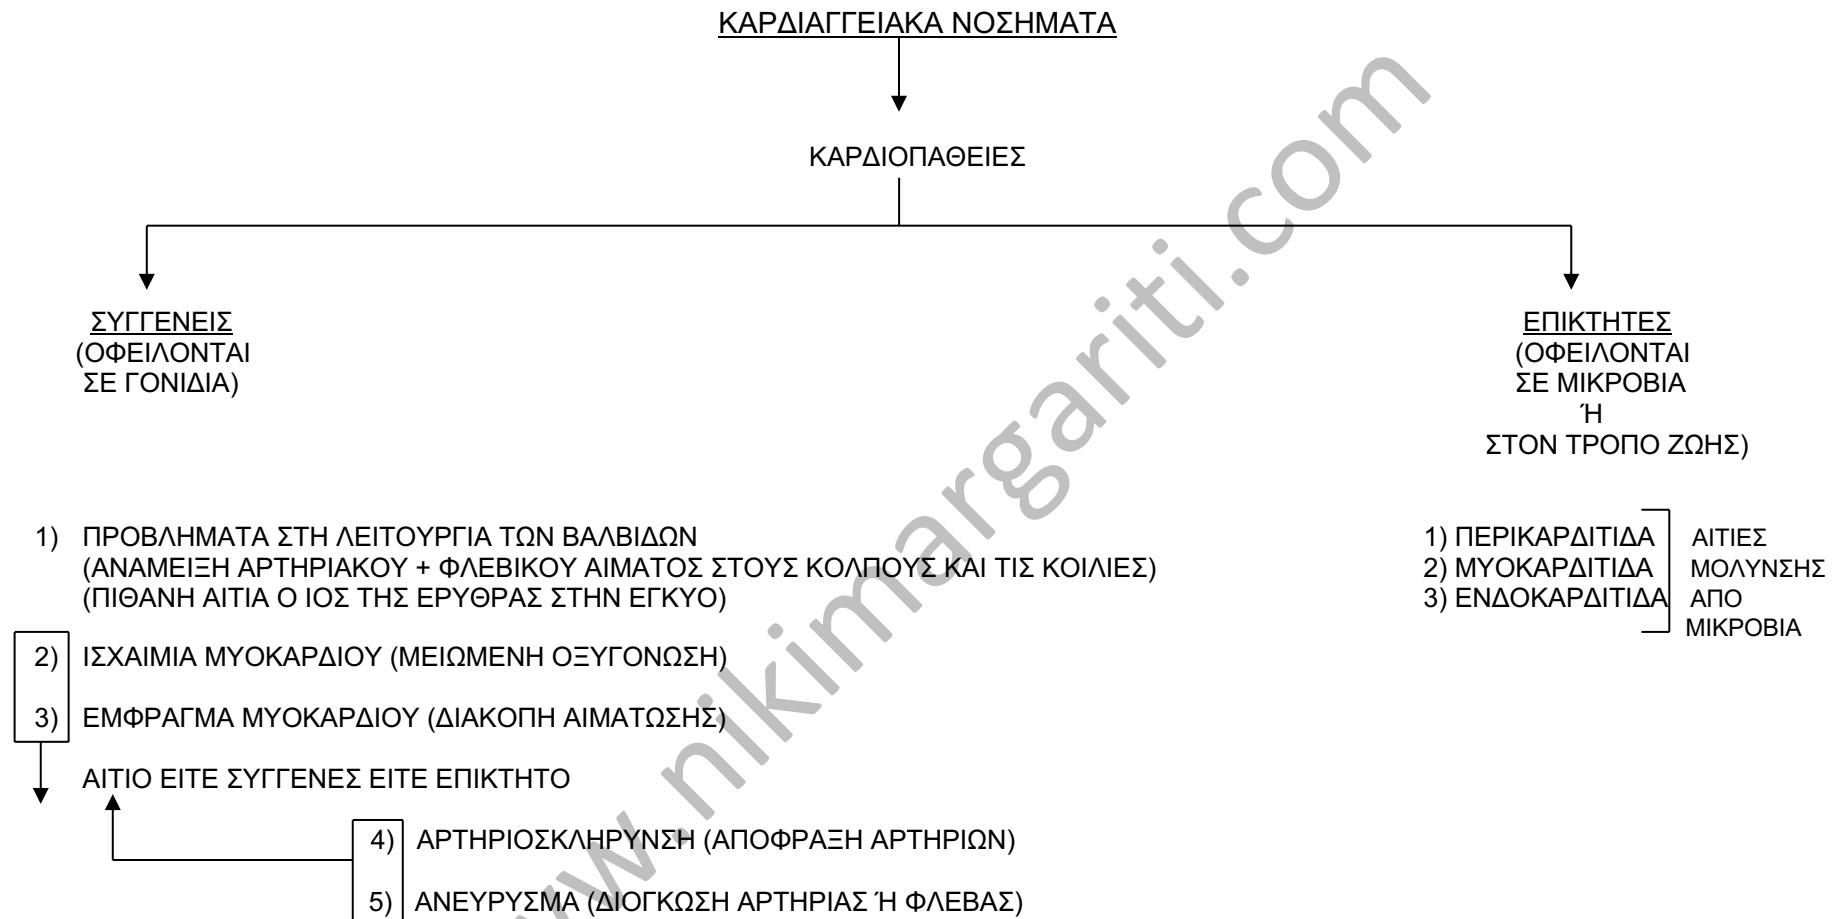 ΚΑΡΔΙΑΓΓΕΙΑΚΑ ΝΟΣΗΜΑΤΑ
ΚΑΡΔΙΟΠΑΘΕΙΕΣ
ΣΥΓΓΕΝΕΙΣ
(ΟΦΕΙΛΟΝΤΑΙ
ΣΕ ΓΟΝΙΔΙΑ)
ΕΠΙΚΤΗΤΕΣ
(ΟΦΕΙΛΟΝΤΑΙ
ΣΕ ΜΙΚΡΟΒΙΑ
Ή
ΣΤΟΝ ΤΡΟΠΟ ΖΩΗΣ)
1) ΠΡΟΒΛΗΜΑΤΑ ΣΤΗ ΛΕΙΤΟΥΡΓΙΑ ΤΩΝ ΒΑΛΒΙΔΩΝ
(ΑΝΑΜΕΙΞΗ ΑΡΤΗΡΙΑΚΟΥ + ΦΛΕΒΙΚΟΥ ΑΙΜΑΤΟΣ ΣΤΟΥΣ ΚΟΛΠΟΥΣ ΚΑΙ ΤΙΣ ΚΟΙΛΙΕΣ)
(ΠΙΘΑΝΗ ΑΙΤΙΑ Ο ΙΟΣ ΤΗΣ ΕΡΥΘΡΑΣ ΣΤΗΝ ΕΓΚΥΟ)
2) ΙΣΧΑΙΜΙΑ ΜΥΟΚΑΡΔΙΟΥ (ΜΕΙΩΜΕΝΗ ΟΞΥΓΟΝΩΣΗ)
3) ΕΜΦΡΑΓΜΑ ΜΥΟΚΑΡΔΙΟΥ (ΔΙΑΚΟΠΗ ΑΙΜΑΤΩΣΗΣ)
ΑΙΤΙΟ ΕΙΤΕ ΣΥΓΓΕΝΕΣ ΕΙΤΕ ΕΠΙΚΤΗΤΟ
4) ΑΡΤΗΡΙΟΣΚΛΗΡΥΝΣΗ (ΑΠΟΦΡΑΞΗ ΑΡΤΗΡΙΩΝ)
5) ΑΝΕΥΡΥΣΜΑ (ΔΙΟΓΚΩΣΗ ΑΡΤΗΡΙΑΣ Ή ΦΛΕΒΑΣ)
1) ΠΕΡΙΚΑΡΔΙΤΙΔΑ
2) ΜΥΟΚΑΡΔΙΤΙΔΑ
3) ΕΝΔΟΚΑΡΔΙΤΙΔΑ
ΑΙΤΙΕΣ
ΜΟΛΥΝΣΗΣ
ΑΠΟ
ΜΙΚΡΟΒΙΑ
w.nikimargariti.com